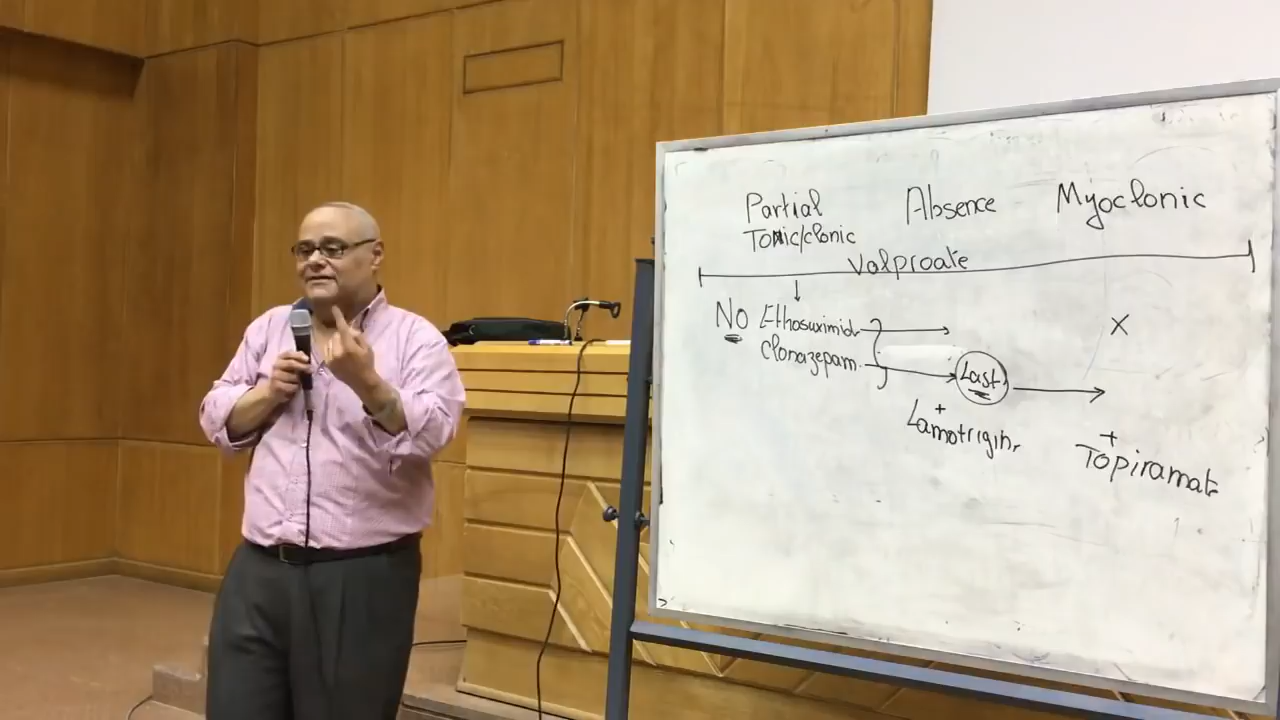 Partial Absence Myoclonic
Tonic/clonic
Valproate
NO Ethosuximid X
Clonazepam. Last
+
Lamotrigin,
+
Topiramat